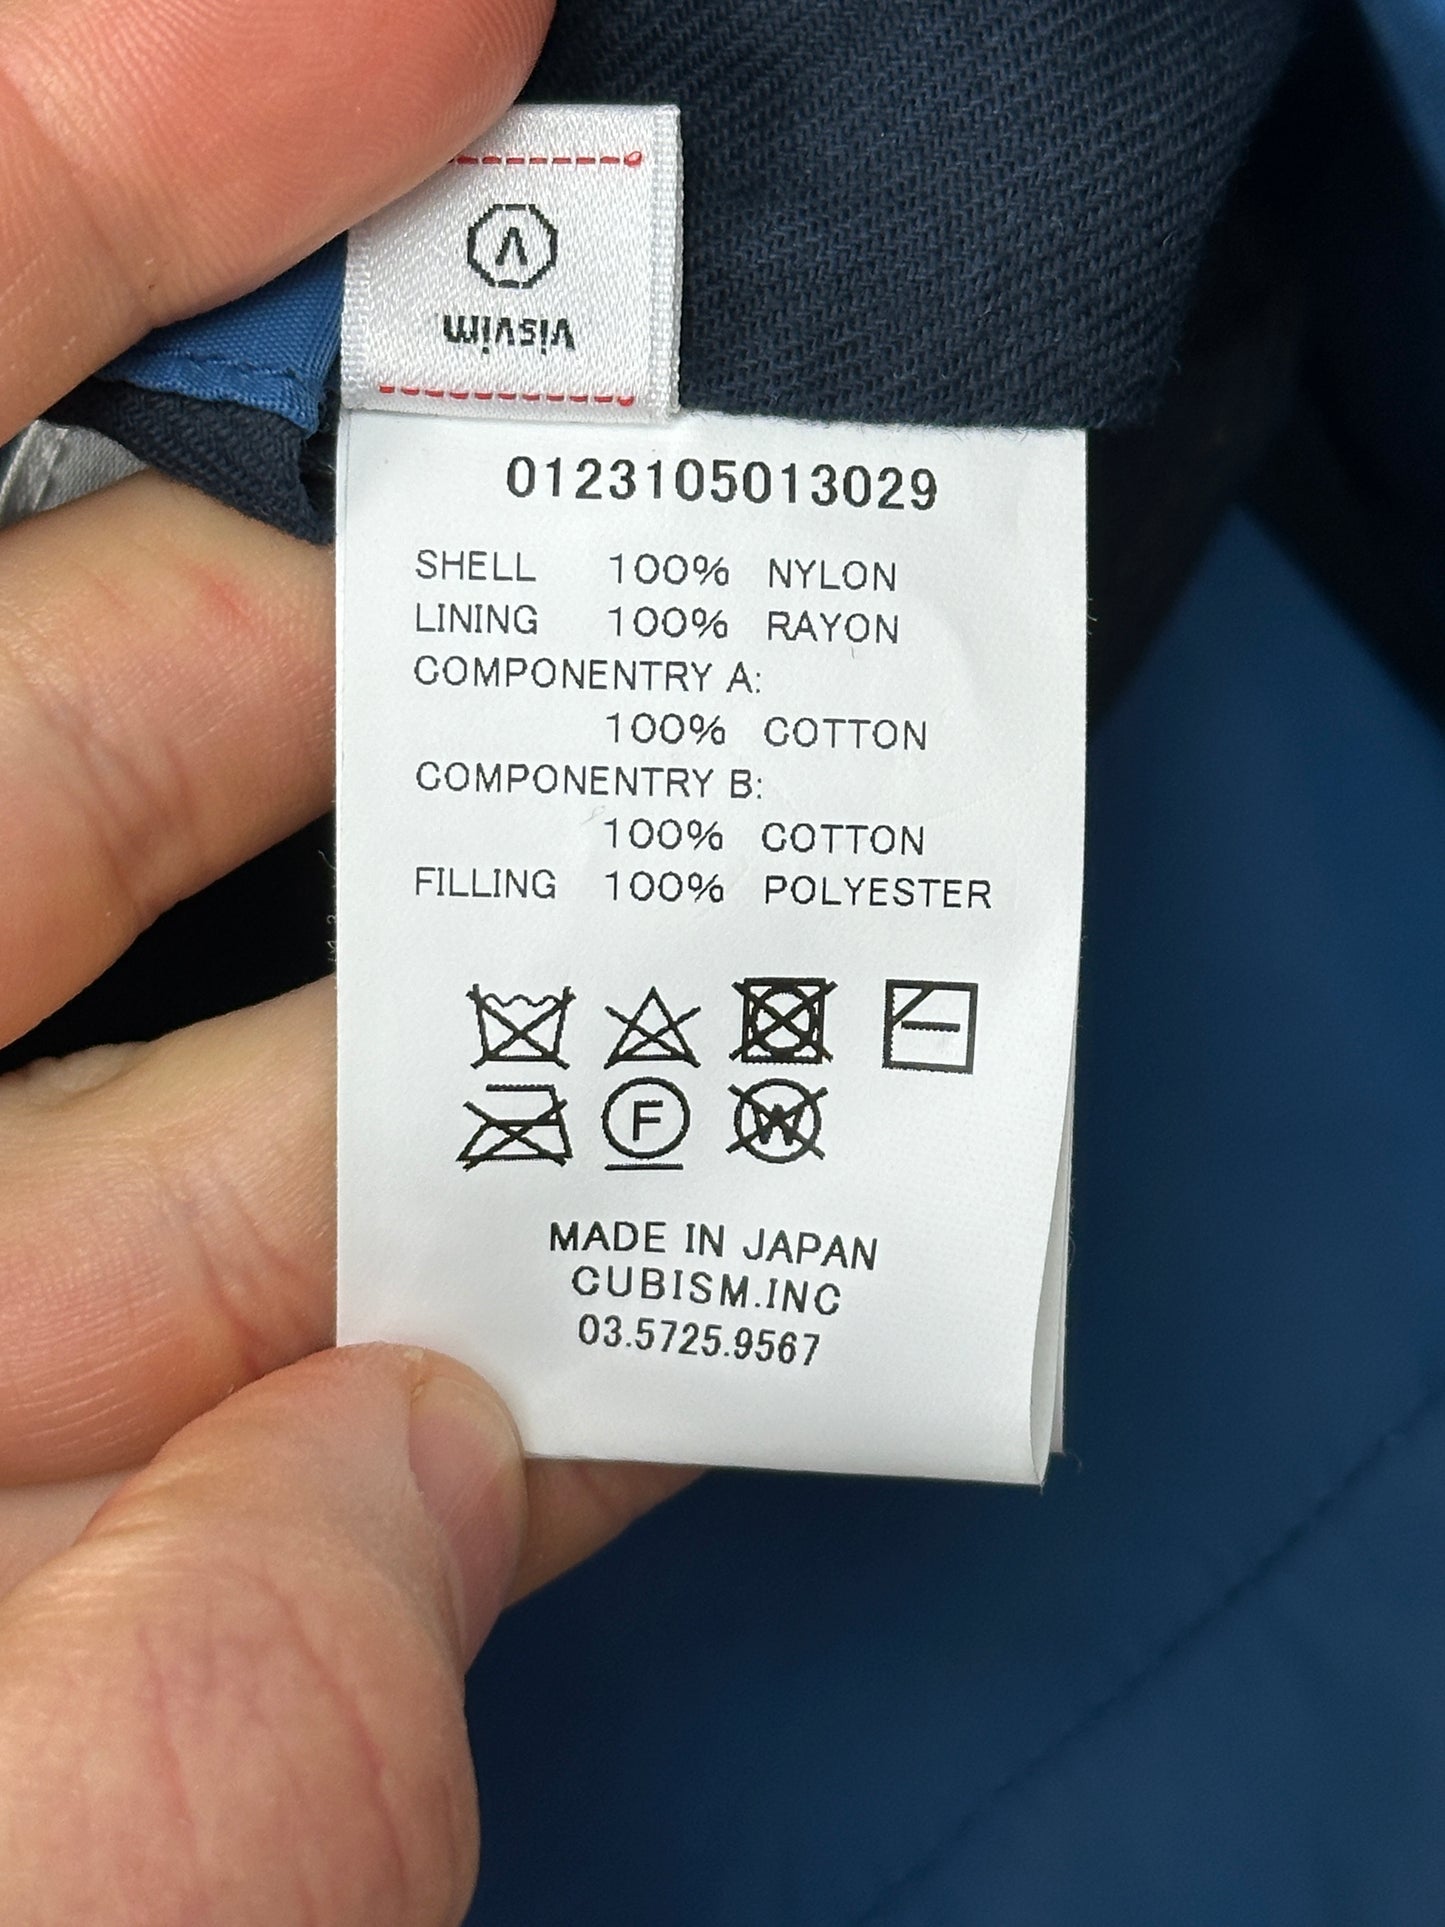 visvim
0123105013029
SHELL 100% NYLON
LINING 100% RAYON
COMPONENTRY A:
100% COTTON
COMPONENTRY B:
100% COTTON
FILLING 100% POLYESTER
F W
MADE IN JAPAN
CUBISM.INC
03.5725.9567